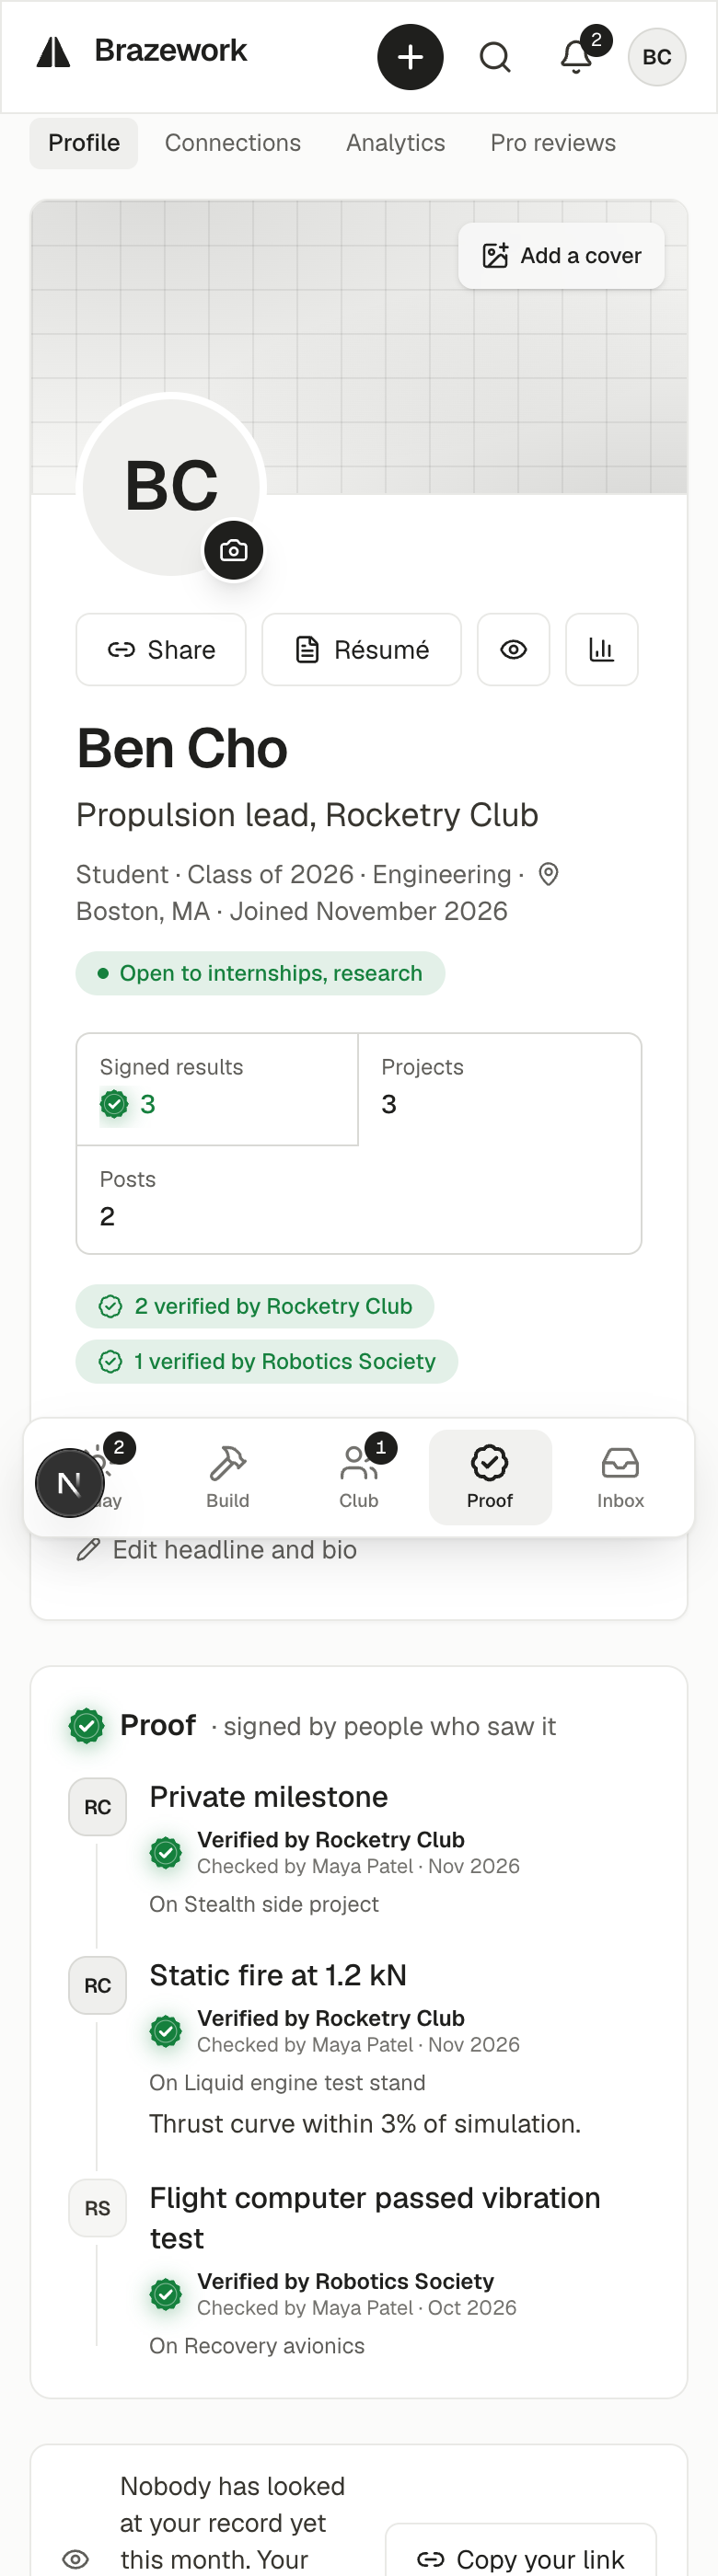 Brazework
2
BC
Profile
Connections
Analytics
Pro reviews
Add a cover
BC
Share
Résumé
Ben Cho
Propulsion lead, Rocketry Club
Student · Class of 2026 · Engineering ·
Boston, MA · Joined November 2026
Open to internships, research
Signed results
3
Projects
3
Posts
2
2 verified by Rocketry Club
1 verified by Robotics Society
N
2
Build
1
Club
Proof
Inbox
Edit headline and bio
Proof · signed by people who saw it
RC
Private milestone
Verified by Rocketry Club
Checked by Maya Patel · Nov 2026
On Stealth side project
RC
Static fire at 1.2 kN
Verified by Rocketry Club
Checked by Maya Patel · Nov 2026
On Liquid engine test stand
Thrust curve within 3% of simulation.
RS
Flight computer passed vibration
test
Verified by Robotics Society
Checked by Maya Patel · Oct 2026
On Recovery avionics
Nobody has looked
at your record yet
this month. Your
Copy your link